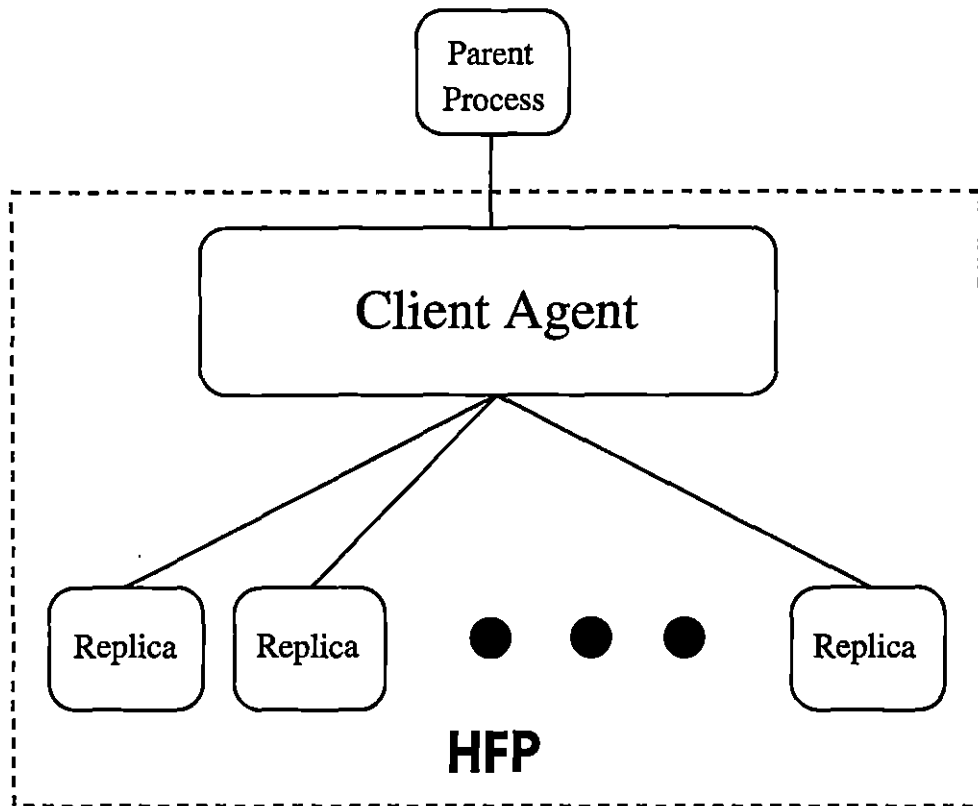 Parent
Process
Client Agent
Replica
Replica
Replica
HFP